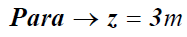 Para → z = 3m